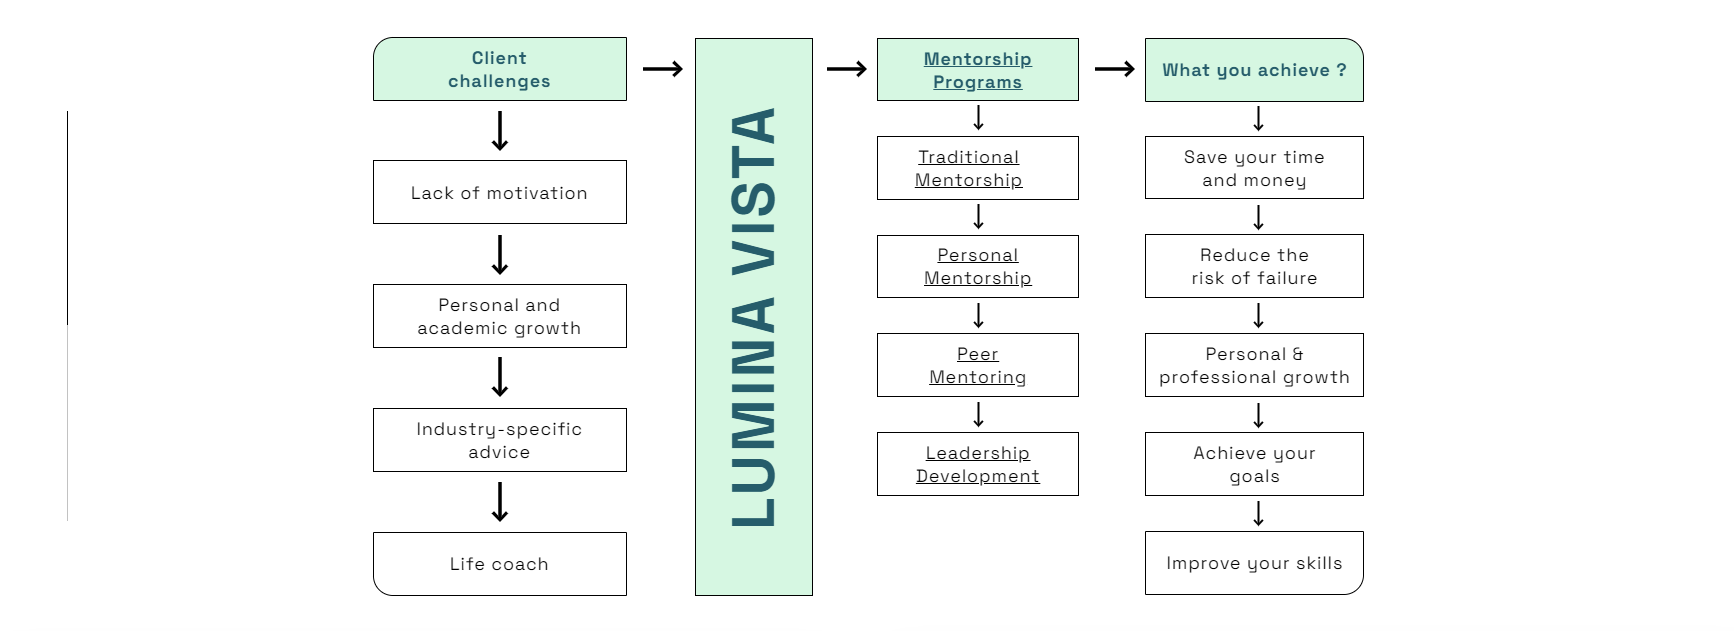 Client
challenges
Lack of motivation
Personal and
academic growth
Industry-specific
advice
Life coach
LUMINA VISTA
Mentorship
Programs
Traditional
Mentorship
Personal
Mentorship
Peer
Mentoring
Leadership
Development
What you achieve ?
Save your time
and money
Reduce the
risk of failure
Personal &
professional growth
Achieve your
goals
Improve your skills